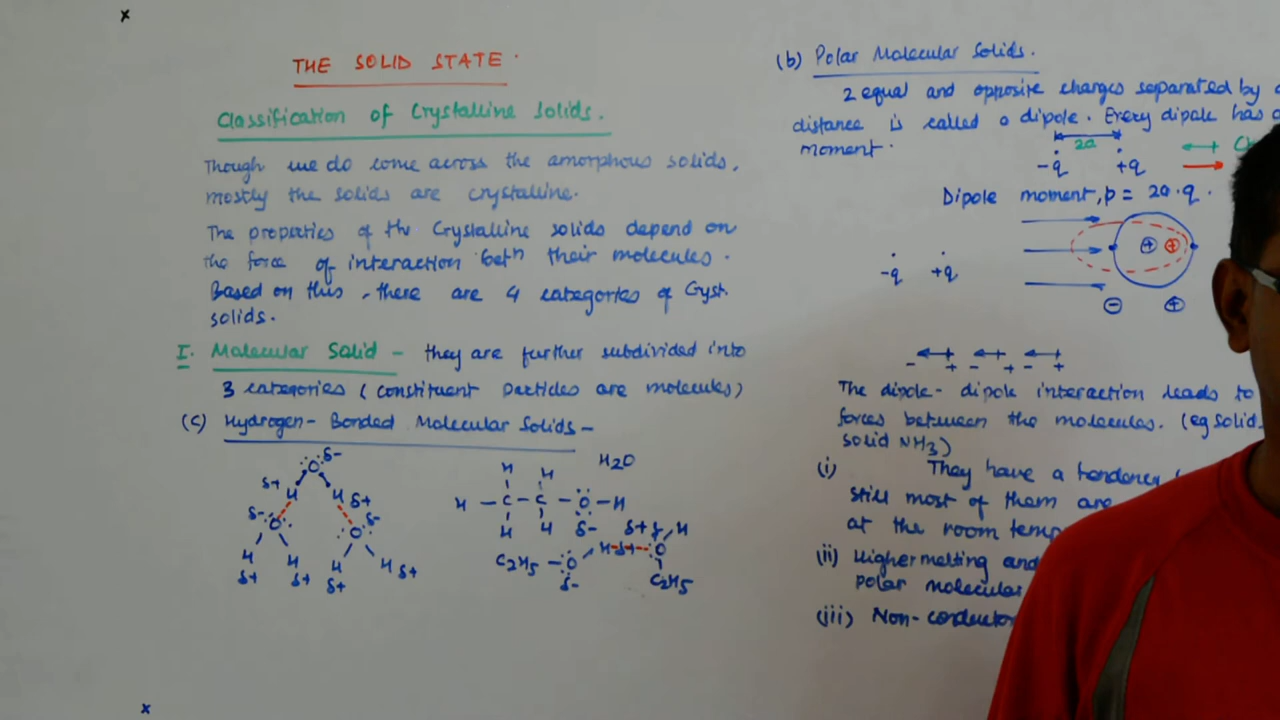 THE SOLID STATE.
Classification of Crystalline Solids.
Though we do come across the amorphous solids,
mostly the solids are crystalline.
The properties of the Crystalline solids depend on
the force of interaction betn their molecules.
Based on this, there are 4 categories of Cryst.
solids.
I. Molecular Solid - they are further subdivided into
3 categories (constituent particles are molecules)
(c) Hydrogen-Bonded Molecular Solids -
δ-
:O:
δ+ H H δ+
δ- :O: :O: δ-
H H H H δ+
δ+ δ+ δ+
H H H2O
H - C - C - O - H
H H δ- δ+ H
C2H5 - O H δ+ O
δ- C2H5
(b) Polar Molecular Solids.
2 equal and opposite charges separated by
distance is called a dipole. Every dipole has
moment.
2a
-q +q
Dipole moment, p = 2a.q.
+ +
-q +q
- +
- + - + - +
The dipole-dipole interaction leads to
forces between the molecules. (eg solid
solid NH3)
(i) They have a tendency
still most of them are
at the room temp
(ii) Higher melting and
polar molecular
(iii) Non-conductor